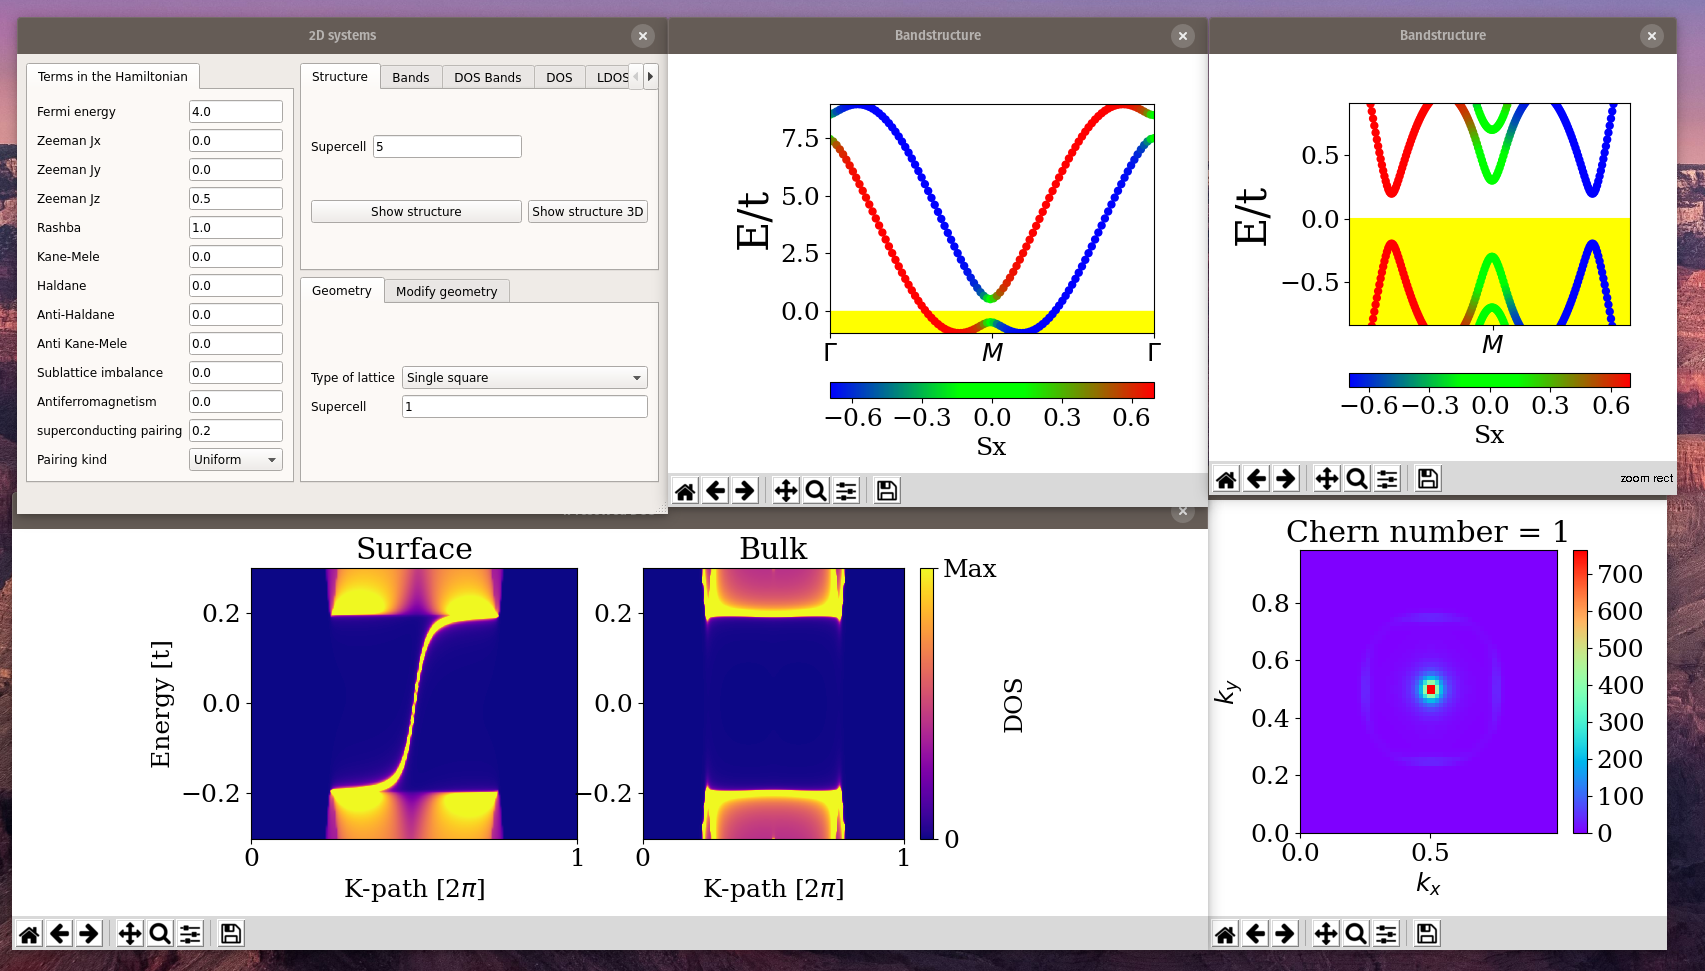 2D systems
Terms in the Hamiltonian
Fermi energy 4.0
Zeeman Jx 0.0
Zeeman Jy 0.0
Zeeman Jz 0.5
Rashba 1.0
Kane-Mele 0.0
Haldane 0.0
Anti-Haldane 0.0
Anti Kane-Mele 0.0
Sublattice imbalance 0.0
Antiferromagnetism 0.0
superconducting pairing 0.2
Pairing kind Uniform
Structure Bands DOS Bands DOS LDOS
Supercell 5
Show structure Show structure 3D
Geometry Modify geometry
Type of lattice Single square
Supercell 1
Bandstructure
E/t
7.5
5.0
2.5
0.0
Γ M Γ
−0.6 −0.3 0.0 0.3 0.6
Sx
Bandstructure
E/t
0.5
0.0
−0.5
M
−0.6 −0.3 0.0 0.3 0.6
Sx
zoom rect
Surface
Energy [t]
0.2
0.0
−0.2
0 1
K-path [2π]
Bulk
0.2
0.0
−0.2
0 1
K-path [2π]
Max
0
DOS
Chern number = 1
ky
0.8
0.6
0.4
0.2
0.0
0.0 0.5
kx
700
600
500
400
300
200
100
0